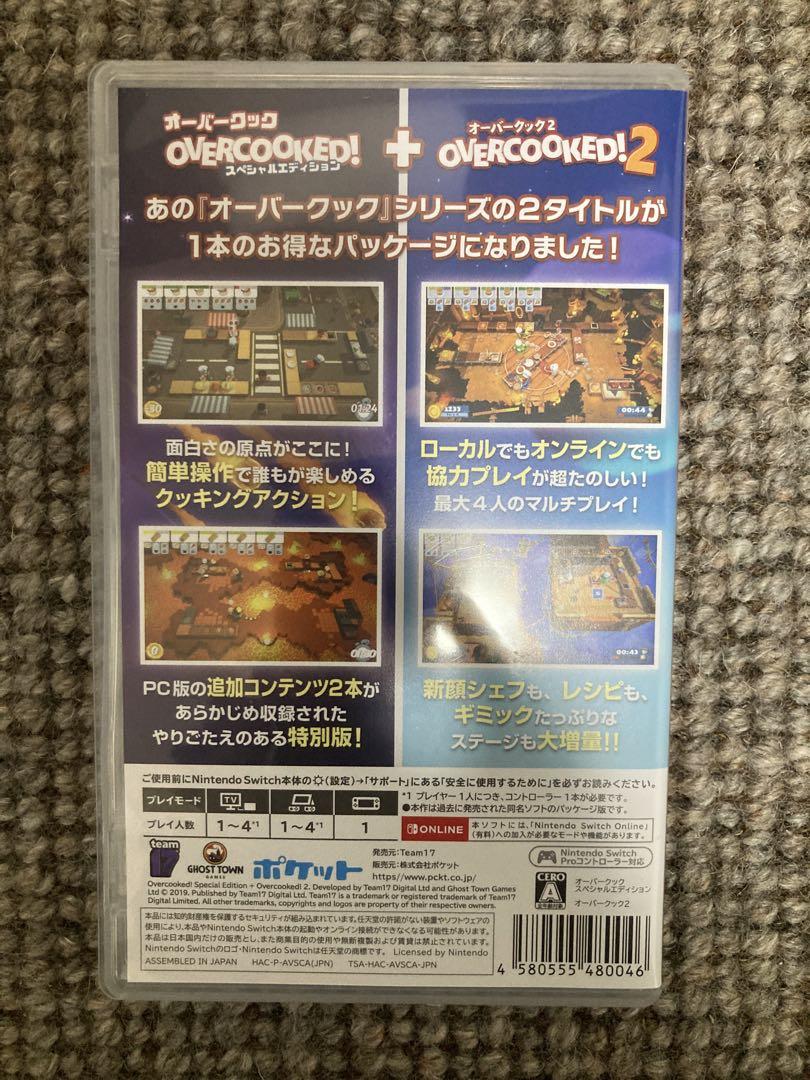 オーバークック
OVERCOOKED!
スペシャルエディション
+
オーバークック2
OVERCOOKED!2
あの『オーバークック』シリーズの2タイトルが
1本のお得なパッケージになりました!
30
01:24
1233
00:44
面白さの原点がここに!
簡単操作で誰もが楽しめる
クッキングアクション!
ローカルでもオンラインでも
協力プレイが超たのしい!
最大4人のマルチプレイ!
0
00:43
PC版の追加コンテンツ2本が
あらかじめ収録された
やりごたえのある特別版!
新顔シェフも、レシピも、
ギミックたっぷりな
ステージも大増量!!
ご使用前にNintendo Switch本体の(設定)→「サポート」にある「安全に使用するために」を必ずお読みください。
プレイモード
TV
プレイ人数
1~4*1
1~4*1
1
*1 プレイヤー1人につき、コントローラー1本が必要です。
●本作は過去に発売された同名ソフトのパッケージ版です。
ONLINE
本ソフトには、「Nintendo Switch Online」
(有料)への加入が必要なモードや機能があります。
team17
GHOST TOWN
GAMES
ポケット
発売元:Team17
販売元:株式会社ポケット
https://www.pckt.co.jp/
Nintendo Switch
Proコントローラー対応
Overcooked! Special Edition + Overcooked! 2. Developed by Team17 Digital Ltd and Ghost Town Games
Ltd © 2019. Published by Team17 Digital Ltd. Team17 is a trademark or registered trademark of Team17
Digital Limited. All other trademarks, copyrights and logos are property of their respective owners.
CERO
A
全年齢対象
オーバークック
スペシャルエディション
オーバークック2
本品には知的財産権を保護するセキュリティが組み込まれています。任天堂の許諾がない装置やソフトウェアの
使用により、本品やNintendo Switch本体の起動やオンライン接続ができなくなる可能性があります。
本品は日本国内だけの販売とし、また商業目的の使用や無断複製および賃貸は禁止されています。
Nintendo Switchのロゴ・Nintendo Switchは任天堂の商標です。 Licensed by Nintendo
ASSEMBLED IN JAPAN HAC-P-AVSCA(JPN) TSA-HAC-AVSCA-JPN
4 580555 480046